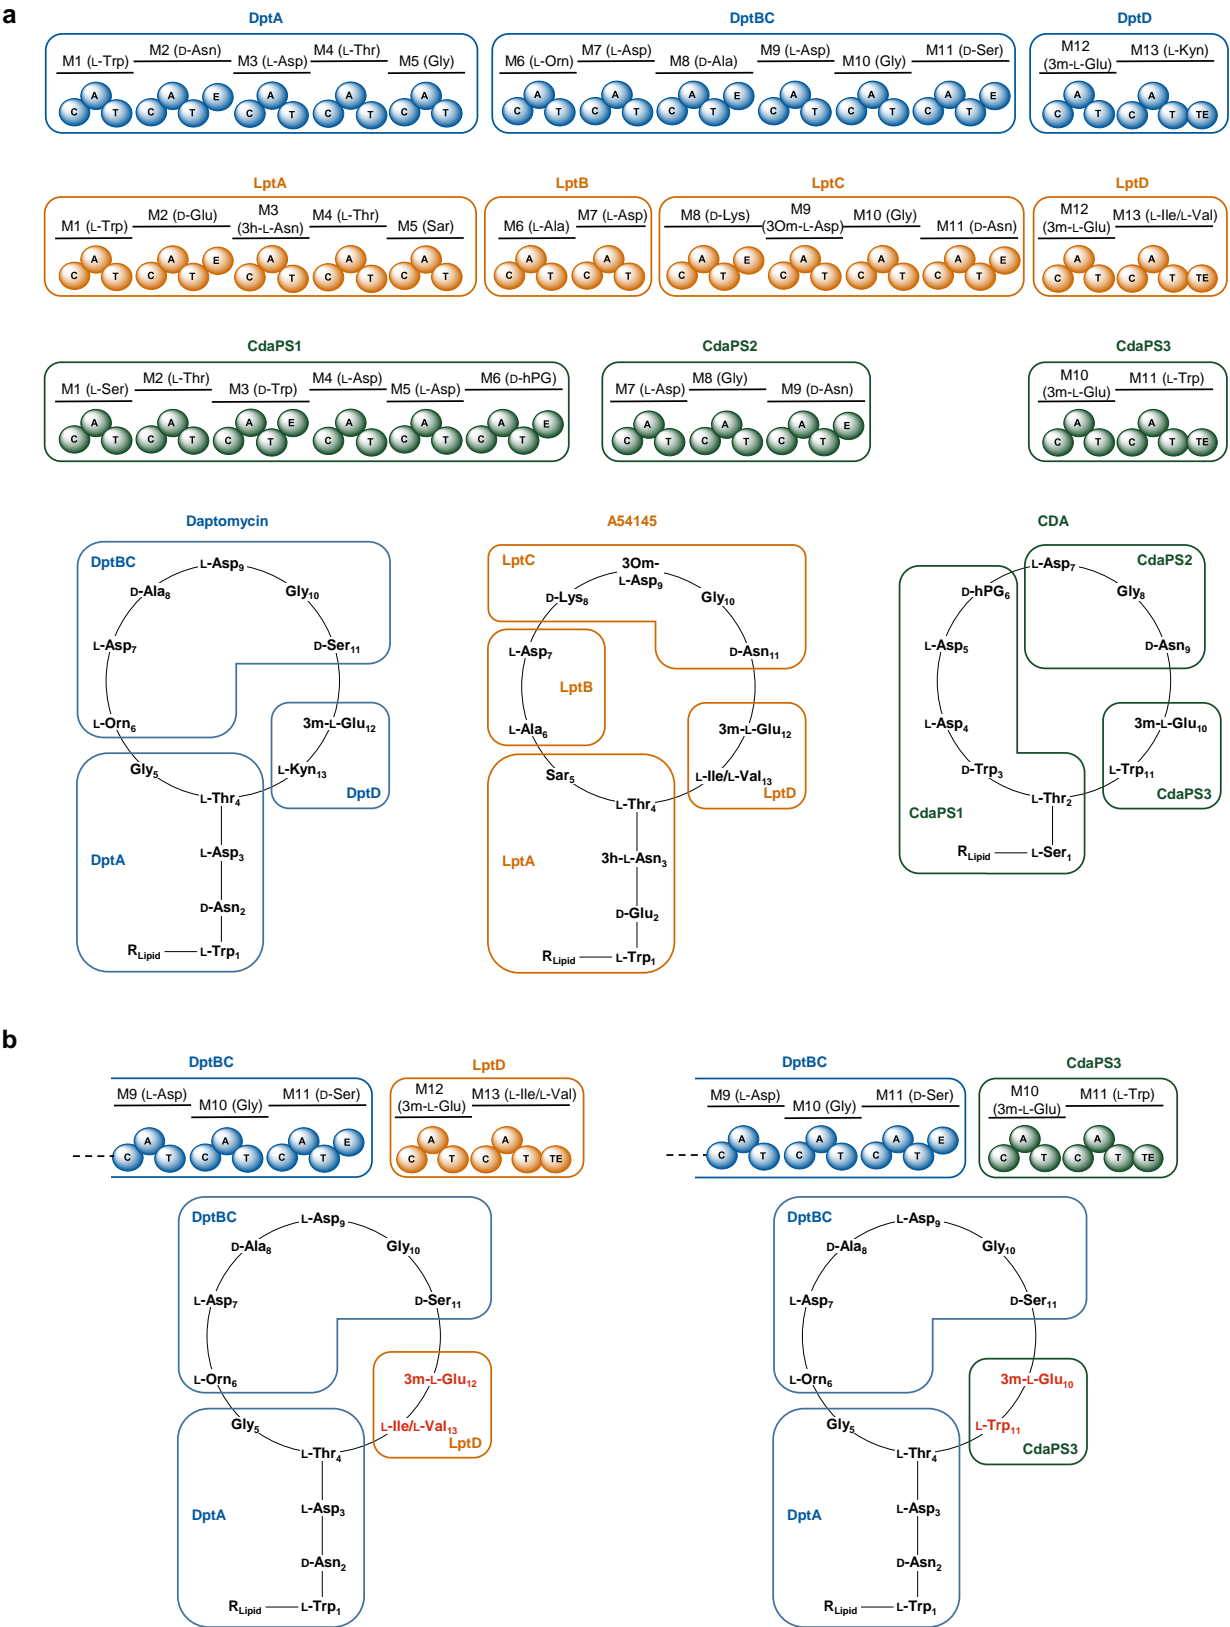 a
DptA DptBC DptD
M1 (L-Trp) M2 (D-Asn) M3 (L-Asp) M4 (L-Thr) M5 (Gly) M6 (L-Orn) M7 (L-Asp) M8 (D-Ala) M9 (L-Asp) M10 (Gly) M11 (D-Ser) M12 (3m-L-Glu) M13 (L-Kyn)
C A T C A T E C A T C A T C A T C A T C A T C A T E C A T C A T C A T E C A T C A T TE
LptA LptB LptC LptD
M1 (L-Trp) M2 (D-Glu) M3 (3h-L-Asn) M4 (L-Thr) M5 (Sar) M6 (L-Ala) M7 (L-Asp) M8 (D-Lys) M9 (3Om-L-Asp) M10 (Gly) M11 (D-Asn) M12 (3m-L-Glu) M13 (L-Ile/L-Val)
C A T C A T E C A T C A T C A T C A T C A T C A T E C A T C A T C A T E C A T C A T TE
CdaPS1 CdaPS2 CdaPS3
M1 (L-Ser) M2 (L-Thr) M3 (D-Trp) M4 (L-Asp) M5 (L-Asp) M6 (D-hPG) M7 (L-Asp) M8 (Gly) M9 (D-Asn) M10 (3m-L-Glu) M11 (L-Trp)
C A T C A T C A T E C A T C A T C A T E C A T C A T C A T E C A T C A T TE
Daptomycin
DptBC
L-Asp9
D-Ala8
Gly10
L-Asp7
D-Ser11
L-Orn6
3m-L-Glu12
Gly5
L-Kyn13
DptD
L-Thr4
DptA
L-Asp3
D-Asn2
RLipid
L-Trp1
A54145
LptC
3Om-
L-Asp9
D-Lys8
Gly10
L-Asp7
D-Asn11
LptB
L-Ala6
3m-L-Glu12
Sar5
L-Ile/L-Val13
LptD
L-Thr4
LptA
3h-L-Asn3
D-Glu2
RLipid
L-Trp1
CDA
L-Asp7
CdaPS2
D-hPG6
Gly8
L-Asp5
D-Asn9
L-Asp4
3m-L-Glu10
D-Trp3
L-Trp11
CdaPS3
L-Thr2
CdaPS1
RLipid
L-Ser1
b
DptBC LptD
M9 (L-Asp) M10 (Gly) M11 (D-Ser) M12 (3m-L-Glu) M13 (L-Ile/L-Val)
C A T C A T C A T E C A T C A T TE
DptBC
L-Asp9
D-Ala8
Gly10
L-Asp7
D-Ser11
L-Orn6
3m-L-Glu12
Gly5
L-Ile/L-Val13
LptD
L-Thr4
DptA
L-Asp3
D-Asn2
RLipid
L-Trp1
DptBC CdaPS3
M9 (L-Asp) M10 (Gly) M11 (D-Ser) M10 (3m-L-Glu) M11 (L-Trp)
C A T C A T C A T E C A T C A T TE
DptBC
L-Asp9
D-Ala8
Gly10
L-Asp7
D-Ser11
L-Orn6
3m-L-Glu10
Gly5
L-Trp11
CdaPS3
L-Thr4
DptA
L-Asp3
D-Asn2
RLipid
L-Trp1